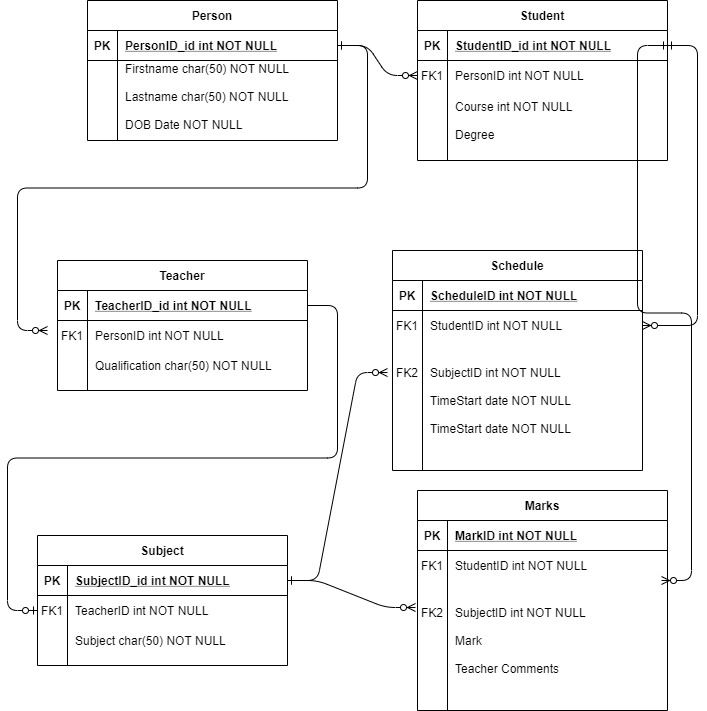 Person
PK PersonID_id int NOT NULL
Firstname char(50) NOT NULL
Lastname char(50) NOT NULL
DOB Date NOT NULL
Student
PK StudentID_id int NOT NULL
FK1 PersonID int NOT NULL
Course int NOT NULL
Degree
Teacher
PK TeacherID_id int NOT NULL
FK1 PersonID int NOT NULL
Qualification char(50) NOT NULL
Schedule
PK ScheduleID int NOT NULL
FK1 StudentID int NOT NULL
FK2 SubjectID int NOT NULL
TimeStart date NOT NULL
TimeStart date NOT NULL
Subject
PK SubjectID_id int NOT NULL
FK1 TeacherID int NOT NULL
Subject char(50) NOT NULL
Marks
PK MarkID int NOT NULL
FK1 StudentID int NOT NULL
FK2 SubjectID int NOT NULL
Mark
Teacher Comments